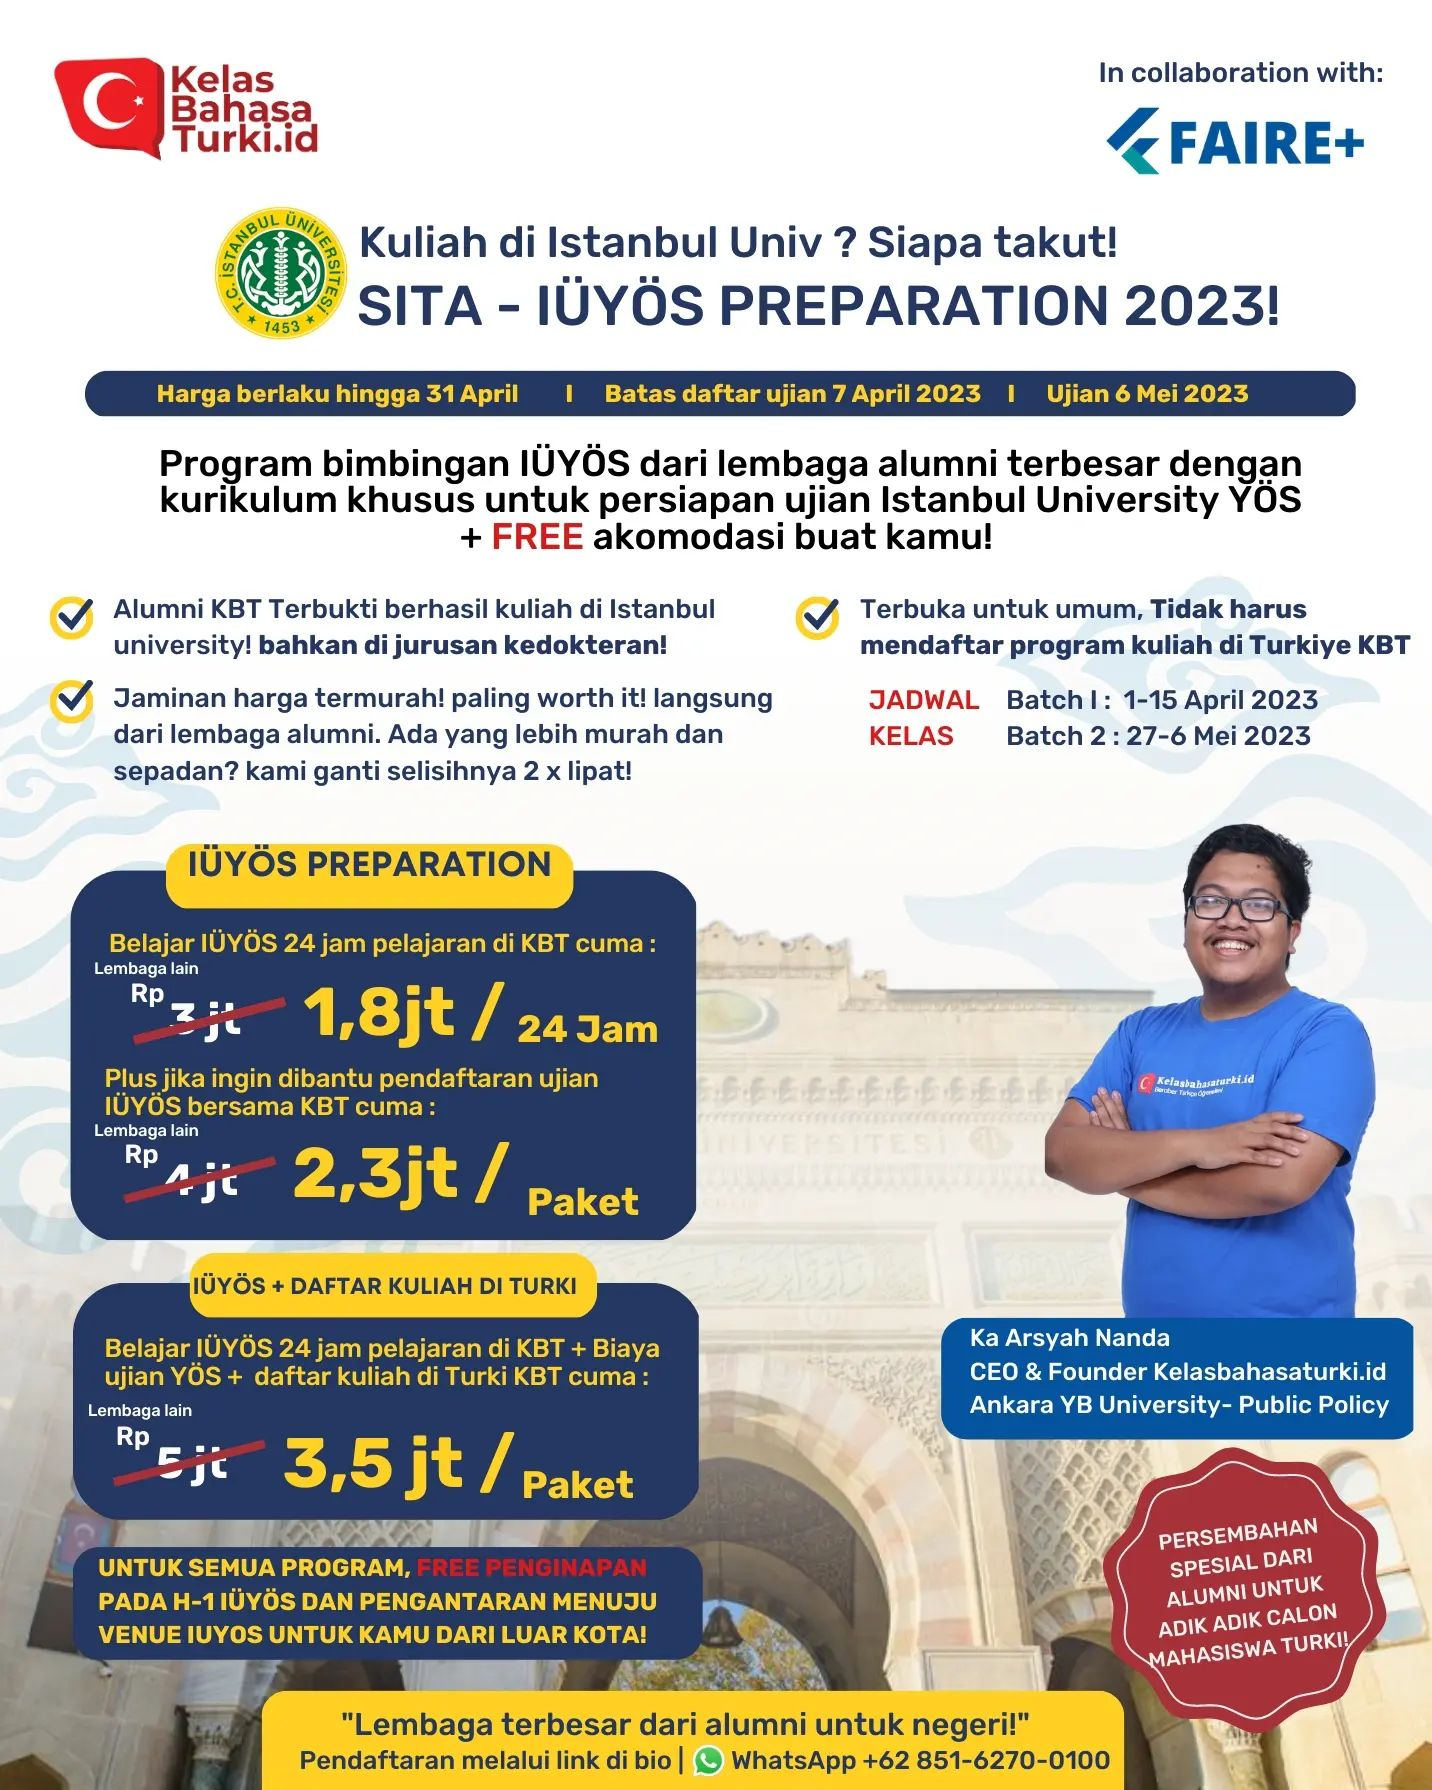 Kelas
Bahasa
Turki.id
In collaboration with:
FAIRE+
T.C. İSTANBUL ÜNİVERSİTESİ
* 1453 *
Kuliah di Istanbul Univ ? Siapa takut!
SITA - IÜYÖS PREPARATION 2023!
Harga berlaku hingga 31 April I Batas daftar ujian 7 April 2023 I Ujian 6 Mei 2023
Program bimbingan IÜYÖS dari lembaga alumni terbesar dengan
kurikulum khusus untuk persiapan ujian Istanbul University YÖS
+ FREE akomodasi buat kamu!
Alumni KBT Terbukti berhasil kuliah di Istanbul
university! bahkan di jurusan kedokteran!
Jaminan harga termurah! paling worth it! langsung
dari lembaga alumni. Ada yang lebih murah dan
sepadan? kami ganti selisihnya 2 x lipat!
Terbuka untuk umum, Tidak harus
mendaftar program kuliah di Turkiye KBT
JADWAL Batch I : 1-15 April 2023
KELAS Batch 2 : 27-6 Mei 2023
IÜYÖS PREPARATION
Belajar IÜYÖS 24 jam pelajaran di KBT cuma :
Lembaga lain
Rp 3 jt 1,8jt / 24 Jam
Plus jika ingin dibantu pendaftaran ujian
IÜYÖS bersama KBT cuma :
Lembaga lain
Rp 4 jt 2,3jt / Paket
IÜYÖS + DAFTAR KULIAH DI TURKI
Belajar IÜYÖS 24 jam pelajaran di KBT + Biaya
ujian YÖS + daftar kuliah di Turki KBT cuma :
Lembaga lain
Rp 5 jt 3,5 jt / Paket
UNTUK SEMUA PROGRAM, FREE PENGINAPAN
PADA H-1 IÜYÖS DAN PENGANTARAN MENUJU
VENUE IUYOS UNTUK KAMU DARI LUAR KOTA!
Kelasbahasaturki.id
Beraber Türkçe Öğrenelim!
ÜNİVERSİTESİ
Ka Arsyah Nanda
CEO & Founder Kelasbahasaturki.id
Ankara YB University- Public Policy
PERSEMBAHAN
SPESIAL DARI
ALUMNI UNTUK
ADIK ADIK CALON
MAHASISWA TURKI!
"Lembaga terbesar dari alumni untuk negeri!"
Pendaftaran melalui link di bio | WhatsApp +62 851-6270-0100